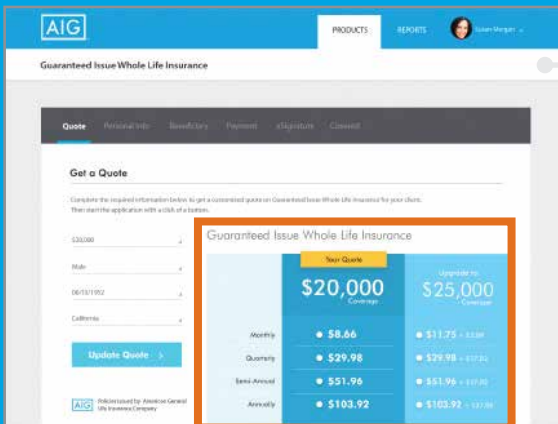 AIG
PRODUCTS
REPORTS
Susan Morgan
Guaranteed Issue Whole Life Insurance
Quote
Personal Info
Beneficiary
Payment
eSignature
Connect
Get a Quote
Complete the required information below to get a customized quote on Guaranteed Issue Whole Life Insurance for your client.
Then start the application with a click of a button.
$20,000
Male
06/15/1952
California
Update Quote
AIG
Policies issued by American General
Life Insurance Company
Guaranteed Issue Whole Life Insurance
Your Quote
$20,000
Coverage
Upgrade to:
$25,000
Coverage
Monthly $8.66 $11.75
Quarterly $29.98 $29.98
Semi-Annual $51.96 $51.96
Annually $103.92 $103.92